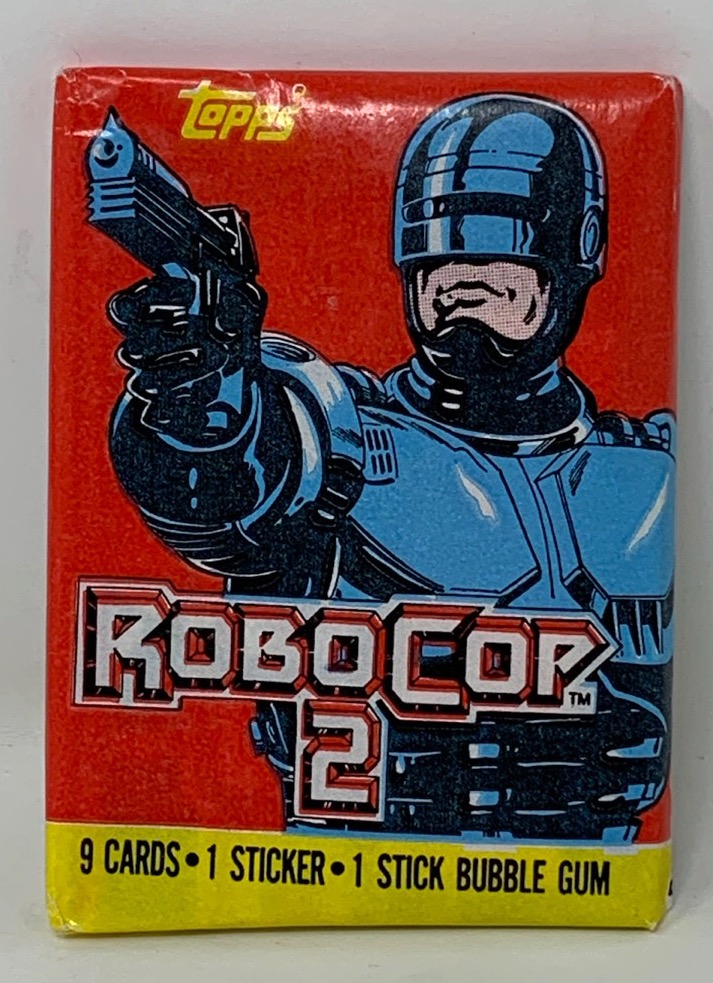 Topps®
ROBOCOP™
2
9 CARDS • 1 STICKER • 1 STICK BUBBLE GUM